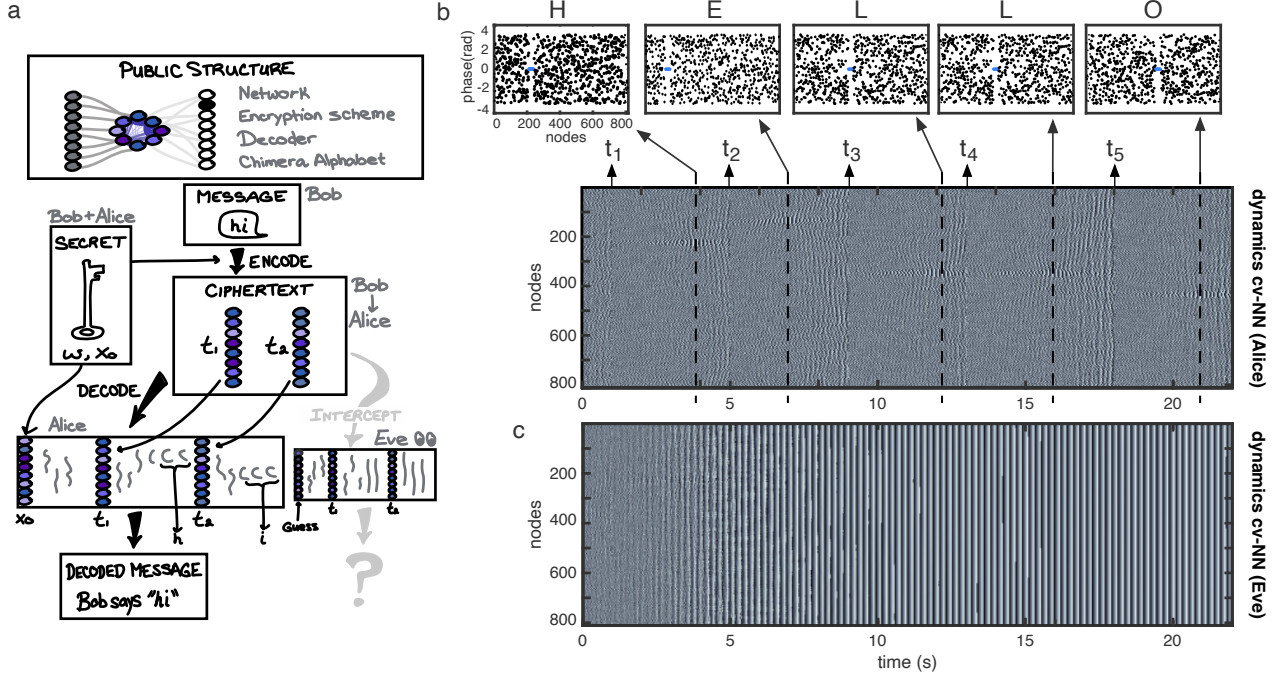 a
PUBLIC STRUCTURE
Network
Encryption scheme
Decoder
Chimera Alphabet
MESSAGE
Bob
hi
Bob+Alice
SECRET
ω, x₀
ENCODE
CIPHERTEXT
Bob
Alice
t₁
t₂
DECODE
INTERCEPT
Alice
Eve
x₀
t₁
t₂
h
i
Guess
t₁
t₂
?
DECODED MESSAGE
Bob says "hi"
b
H
E
L
L
O
phase(rad)
4
2
0
-2
-4
0 200 400 600 800
nodes
t₁
t₂
t₃
t₄
t₅
nodes
200
400
600
800
0 5 10 15 20
dynamics cv-NN (Alice)
c
nodes
200
400
600
800
0 5 10 15 20
time (s)
dynamics cv-NN (Eve)